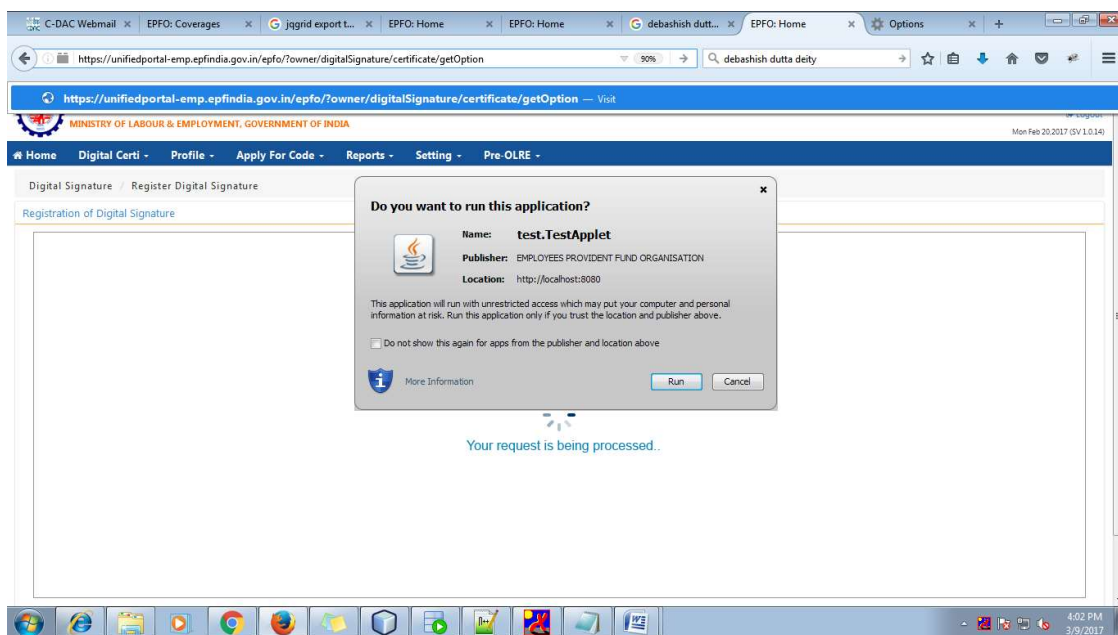 C-DAC Webmail EPFO: Coverages jqgrid export t... EPFO: Home EPFO: Home debashish dutt... EPFO: Home Options
https://unifiedportal-emp.epfindia.gov.in/epfo/?owner/digitalSignature/certificate/getOption 90% debashish dutta deity
https://unifiedportal-emp.epfindia.gov.in/epfo/?owner/digitalSignature/certificate/getOption — Visit
MINISTRY OF LABOUR & EMPLOYMENT, GOVERNMENT OF INDIA
Mon Feb 20,2017 (SV 1.0.14)
Home Digital Certi Profile Apply For Code Reports Setting Pre-OLRE
Digital Signature / Register Digital Signature
Registration of Digital Signature
Do you want to run this application?
Name: test.TestApplet
Publisher: EMPLOYEES PROVIDENT FUND ORGANISATION
Location: http://localhost:8080
This application will run with unrestricted access which may put your computer and personal
information at risk. Run this application only if you trust the location and publisher above.
Do not show this again for apps from the publisher and location above
More Information Run Cancel
Your request is being processed..
4:02 PM
3/9/2017